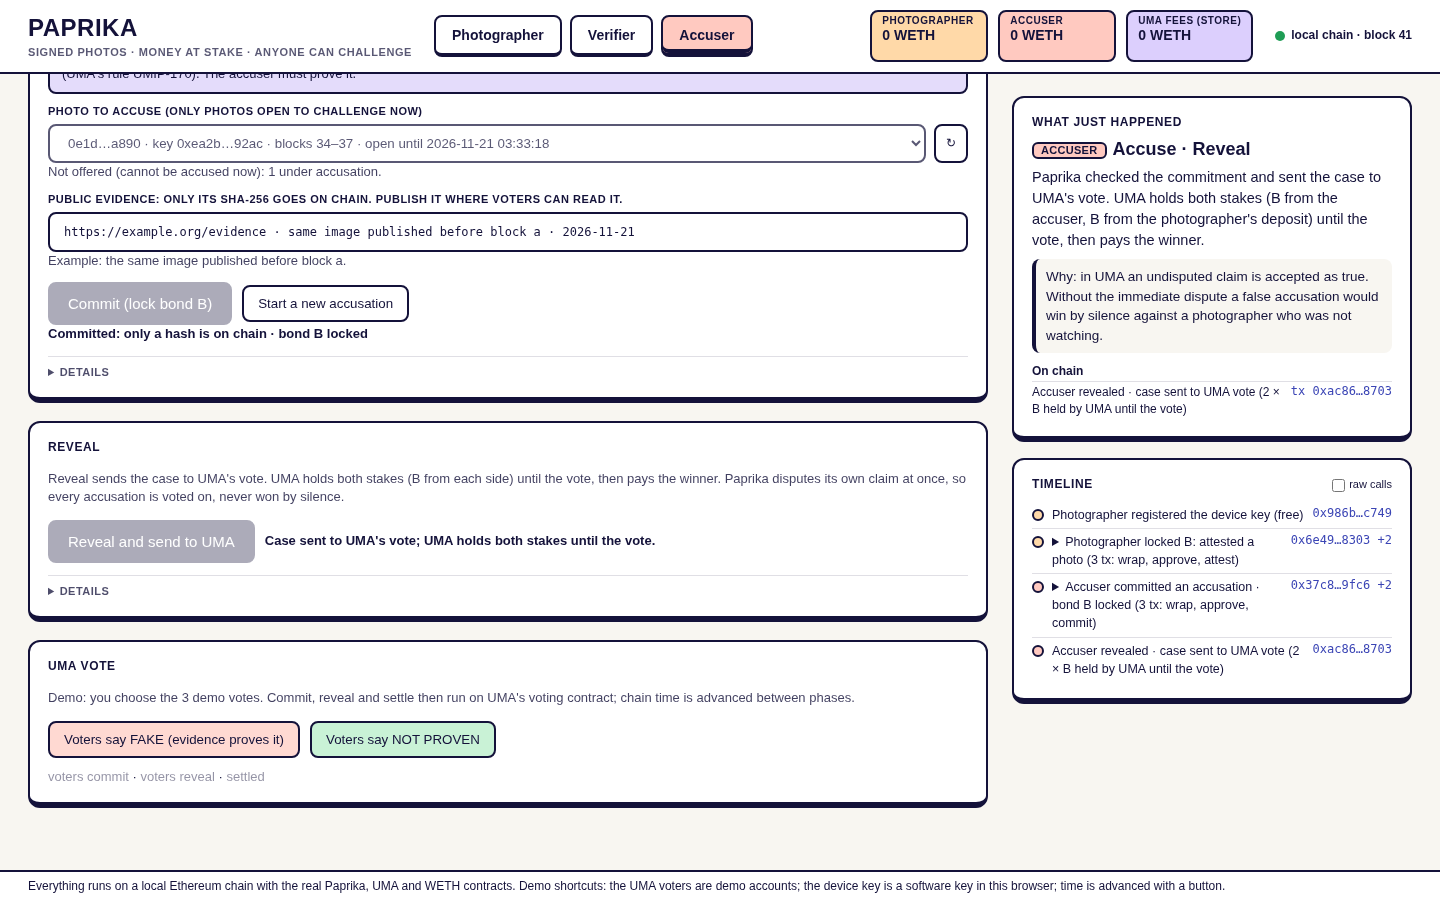 PAPRIKA
SIGNED PHOTOS · MONEY AT STAKE · ANYONE CAN CHALLENGE
Photographer
Verifier
Accuser
PHOTOGRAPHER
0 WETH
ACCUSER
0 WETH
UMA FEES (STORE)
0 WETH
local chain · block 41
(UMA's rule UMIP-170). The accuser must prove it.
PHOTO TO ACCUSE (ONLY PHOTOS OPEN TO CHALLENGE NOW)
0e1d…a890 · key 0xea2b…92ac · blocks 34–37 · open until 2026-11-21 03:33:18
↻
Not offered (cannot be accused now): 1 under accusation.
PUBLIC EVIDENCE: ONLY ITS SHA-256 GOES ON CHAIN. PUBLISH IT WHERE VOTERS CAN READ IT.
https://example.org/evidence · same image published before block a · 2026-11-21
Example: the same image published before block a.
Commit (lock bond B)
Start a new accusation
Committed: only a hash is on chain · bond B locked
▶ DETAILS
REVEAL
Reveal sends the case to UMA's vote. UMA holds both stakes (B from each side) until the vote, then pays the winner. Paprika disputes its own claim at once, so
every accusation is voted on, never won by silence.
Reveal and send to UMA
Case sent to UMA's vote; UMA holds both stakes until the vote.
▶ DETAILS
UMA VOTE
Demo: you choose the 3 demo votes. Commit, reveal and settle then run on UMA's voting contract; chain time is advanced between phases.
Voters say FAKE (evidence proves it)
Voters say NOT PROVEN
voters commit · voters reveal · settled
WHAT JUST HAPPENED
ACCUSER Accuse · Reveal
Paprika checked the commitment and sent the case to
UMA's vote. UMA holds both stakes (B from the
accuser, B from the photographer's deposit) until the
vote, then pays the winner.
Why: in UMA an undisputed claim is accepted as true.
Without the immediate dispute a false accusation would
win by silence against a photographer who was not
watching.
On chain
Accuser revealed · case sent to UMA vote (2 × tx 0xac86…8703
B held by UMA until the vote)
TIMELINE
raw calls
Photographer registered the device key (free) 0x986b…c749
▶ Photographer locked B: attested a 0x6e49…8303 +2
photo (3 tx: wrap, approve, attest)
▶ Accuser committed an accusation · 0x37c8…9fc6 +2
bond B locked (3 tx: wrap, approve,
commit)
Accuser revealed · case sent to UMA vote (2 0xac86…8703
× B held by UMA until the vote)
Everything runs on a local Ethereum chain with the real Paprika, UMA and WETH contracts. Demo shortcuts: the UMA voters are demo accounts; the device key is a software key in this browser; time is advanced with a button.